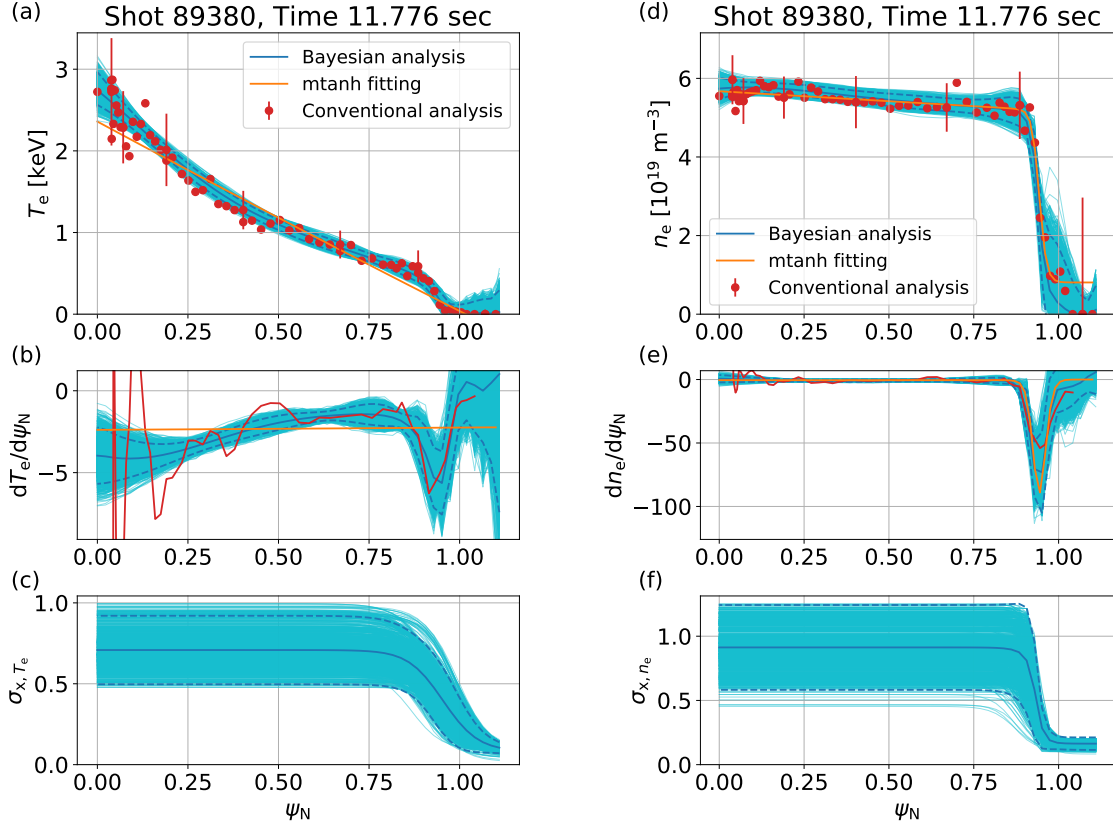 (a)
Shot 89380, Time 11.776 sec
3
2
1
0
T_e [keV]
Bayesian analysis
mtanh fitting
Conventional analysis
0.00 0.25 0.50 0.75 1.00
(b)
0
−5
dT_e/dψ_N
0.00 0.25 0.50 0.75 1.00
(c)
1.0
0.5
0.0
σ_{x, T_e}
0.00 0.25 0.50 0.75 1.00
ψ_N
(d)
Shot 89380, Time 11.776 sec
6
4
2
0
n_e [10^{19} m^{−3}]
Bayesian analysis
mtanh fitting
Conventional analysis
0.00 0.25 0.50 0.75 1.00
(e)
0
−50
−100
dn_e/dψ_N
0.00 0.25 0.50 0.75 1.00
(f)
1.0
0.5
0.0
σ_{x, n_e}
0.00 0.25 0.50 0.75 1.00
ψ_N